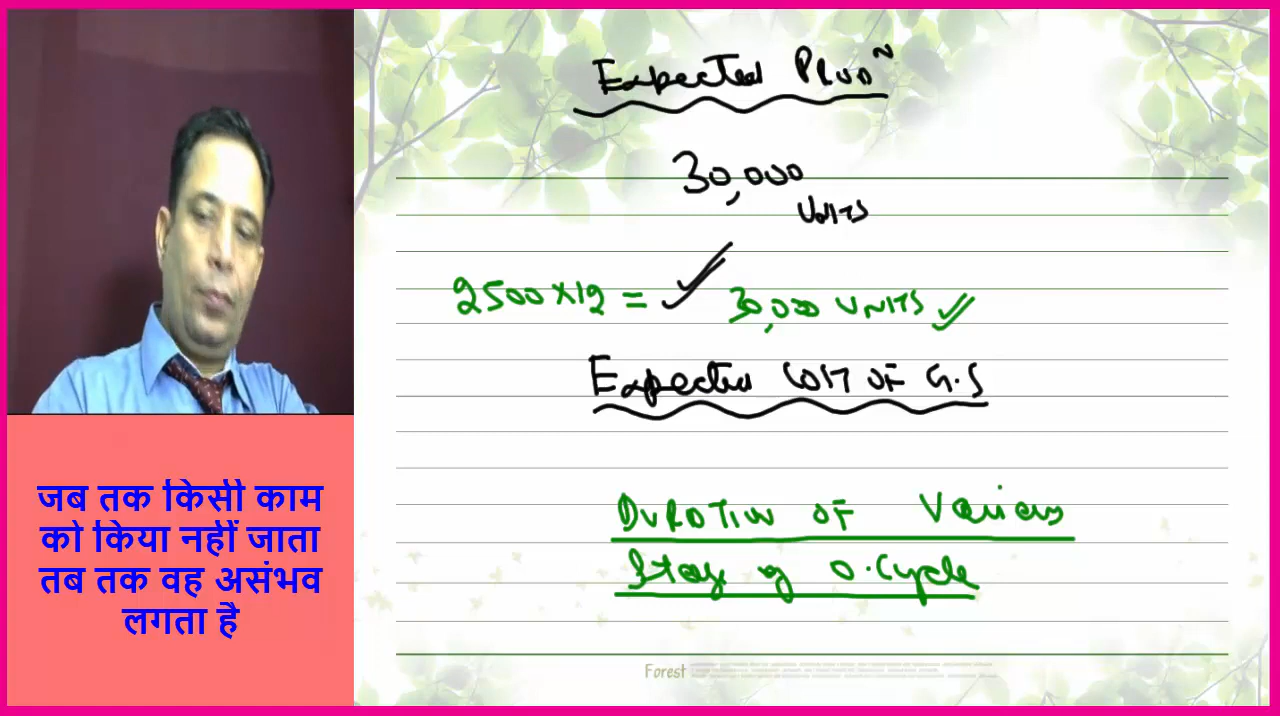 Expected Prodn
30,000
UNITS
2500×12 = 30,000 UNITS
Expected COST OF G.S
DURATION OF Various
Stage of O.Cycle
Forest
जब तक किसी काम
को किया नहीं जाता
तब तक वह असंभव
लगता है